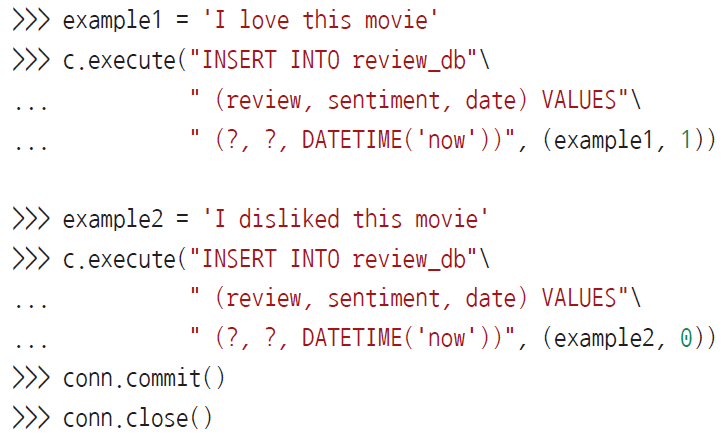 >>> example1 = 'I love this movie'
>>> c.execute("INSERT INTO review_db"\
...           " (review, sentiment, date) VALUES"\
...           " (?, ?, DATETIME('now'))", (example1, 1))
>>> example2 = 'I disliked this movie'
>>> c.execute("INSERT INTO review_db"\
...           " (review, sentiment, date) VALUES"\
...           " (?, ?, DATETIME('now'))", (example2, 0))
>>> conn.commit()
>>> conn.close()